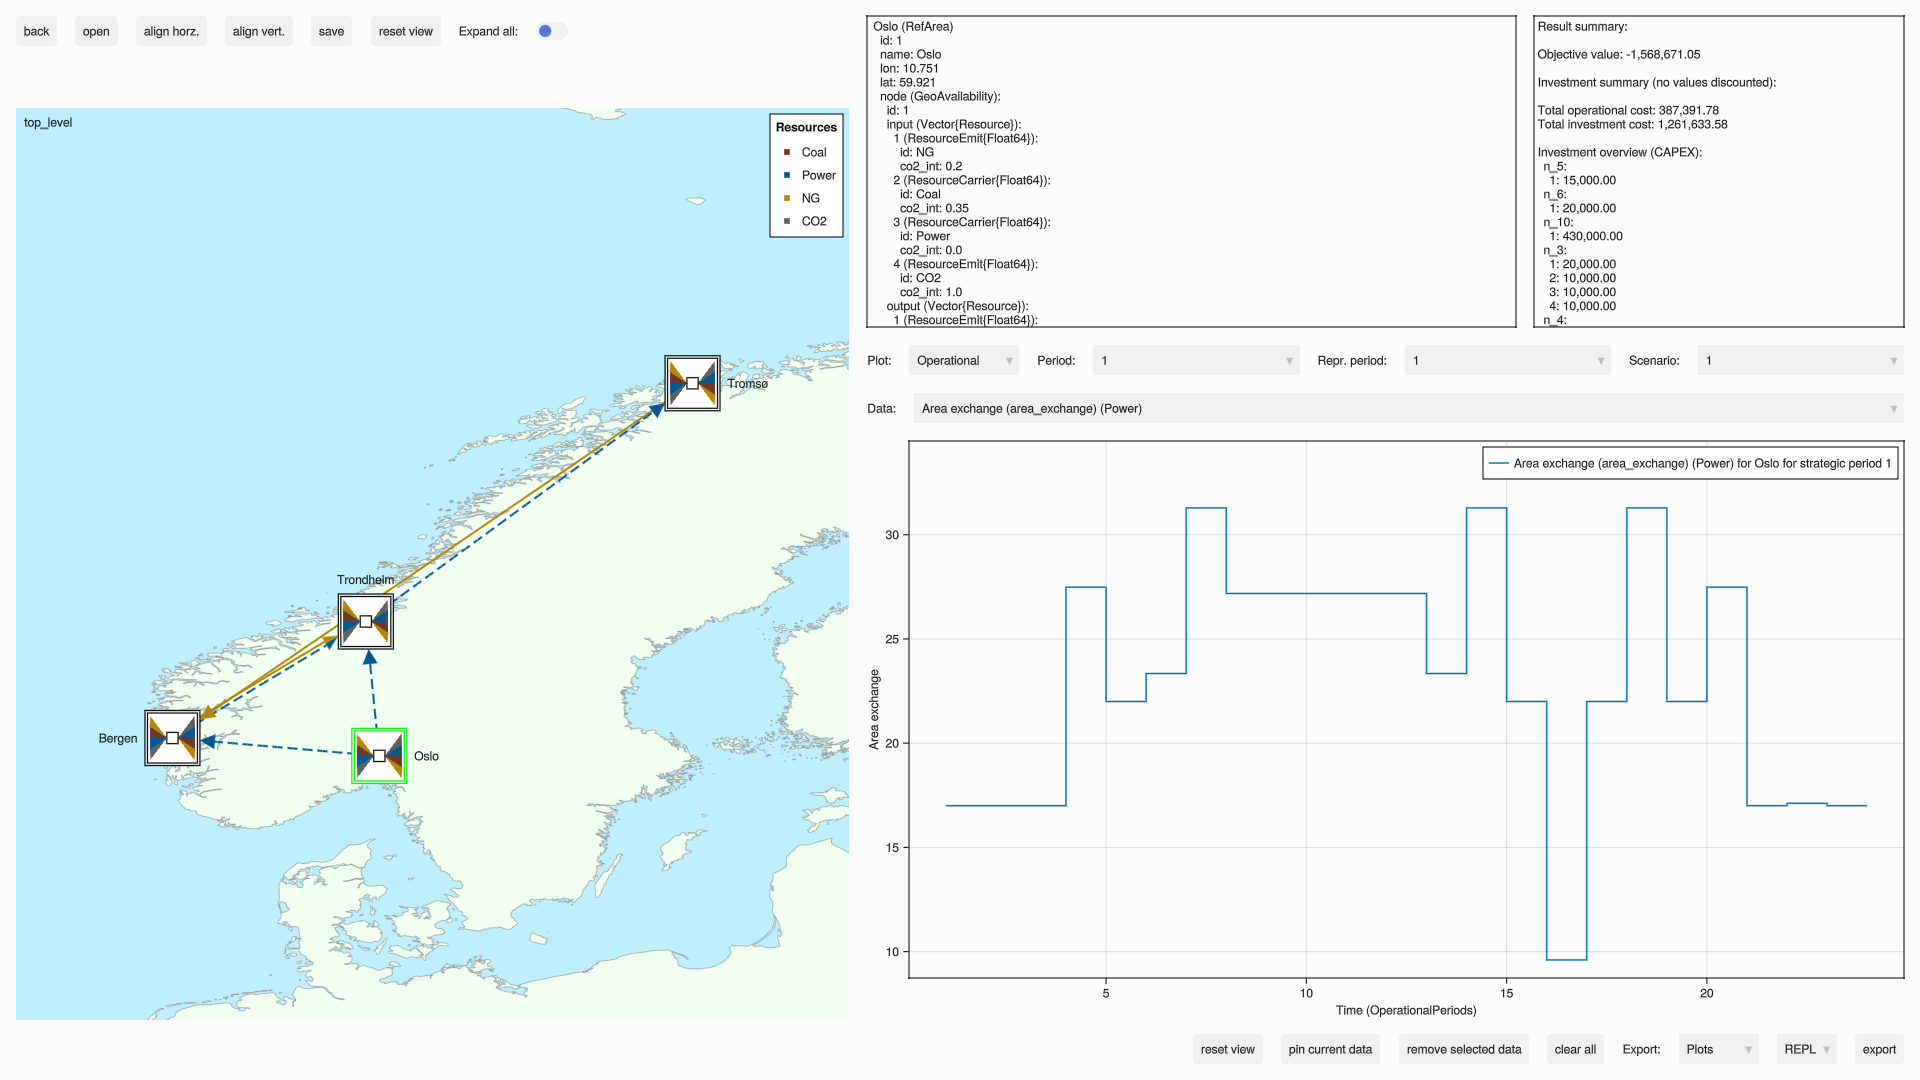 back
open
align horz.
align vert.
save
reset view
Expand all:
top_level
Resources
Coal
Power
NG
CO2
Tromsø
Trondheim
Bergen
Oslo
Oslo (RefArea)
id: 1
name: Oslo
lon: 10.751
lat: 59.921
node (GeoAvailability):
id: 1
input (Vector{Resource}):
1 (ResourceEmit{Float64}):
id: NG
co2_int: 0.2
2 (ResourceCarrier{Float64}):
id: Coal
co2_int: 0.35
3 (ResourceCarrier{Float64}):
id: Power
co2_int: 0.0
4 (ResourceEmit{Float64}):
id: CO2
co2_int: 1.0
output (Vector{Resource}):
1 (ResourceEmit{Float64}):
Result summary:
Objective value: -1,568,671.05
Investment summary (no values discounted):
Total operational cost: 387,391.78
Total investment cost: 1,261,633.58
Investment overview (CAPEX):
n_5:
1: 15,000.00
n_6:
1: 20,000.00
n_10:
1: 430,000.00
n_3:
1: 20,000.00
2: 10,000.00
3: 10,000.00
4: 10,000.00
n_4:
Plot:
Operational
Period:
1
Repr. period:
1
Scenario:
1
Data:
Area exchange (area_exchange) (Power)
Area exchange (area_exchange) (Power) for Oslo for strategic period 1
30
25
20
15
10
Area exchange
5
10
15
20
Time (OperationalPeriods)
reset view
pin current data
remove selected data
clear all
Export:
Plots
REPL
export